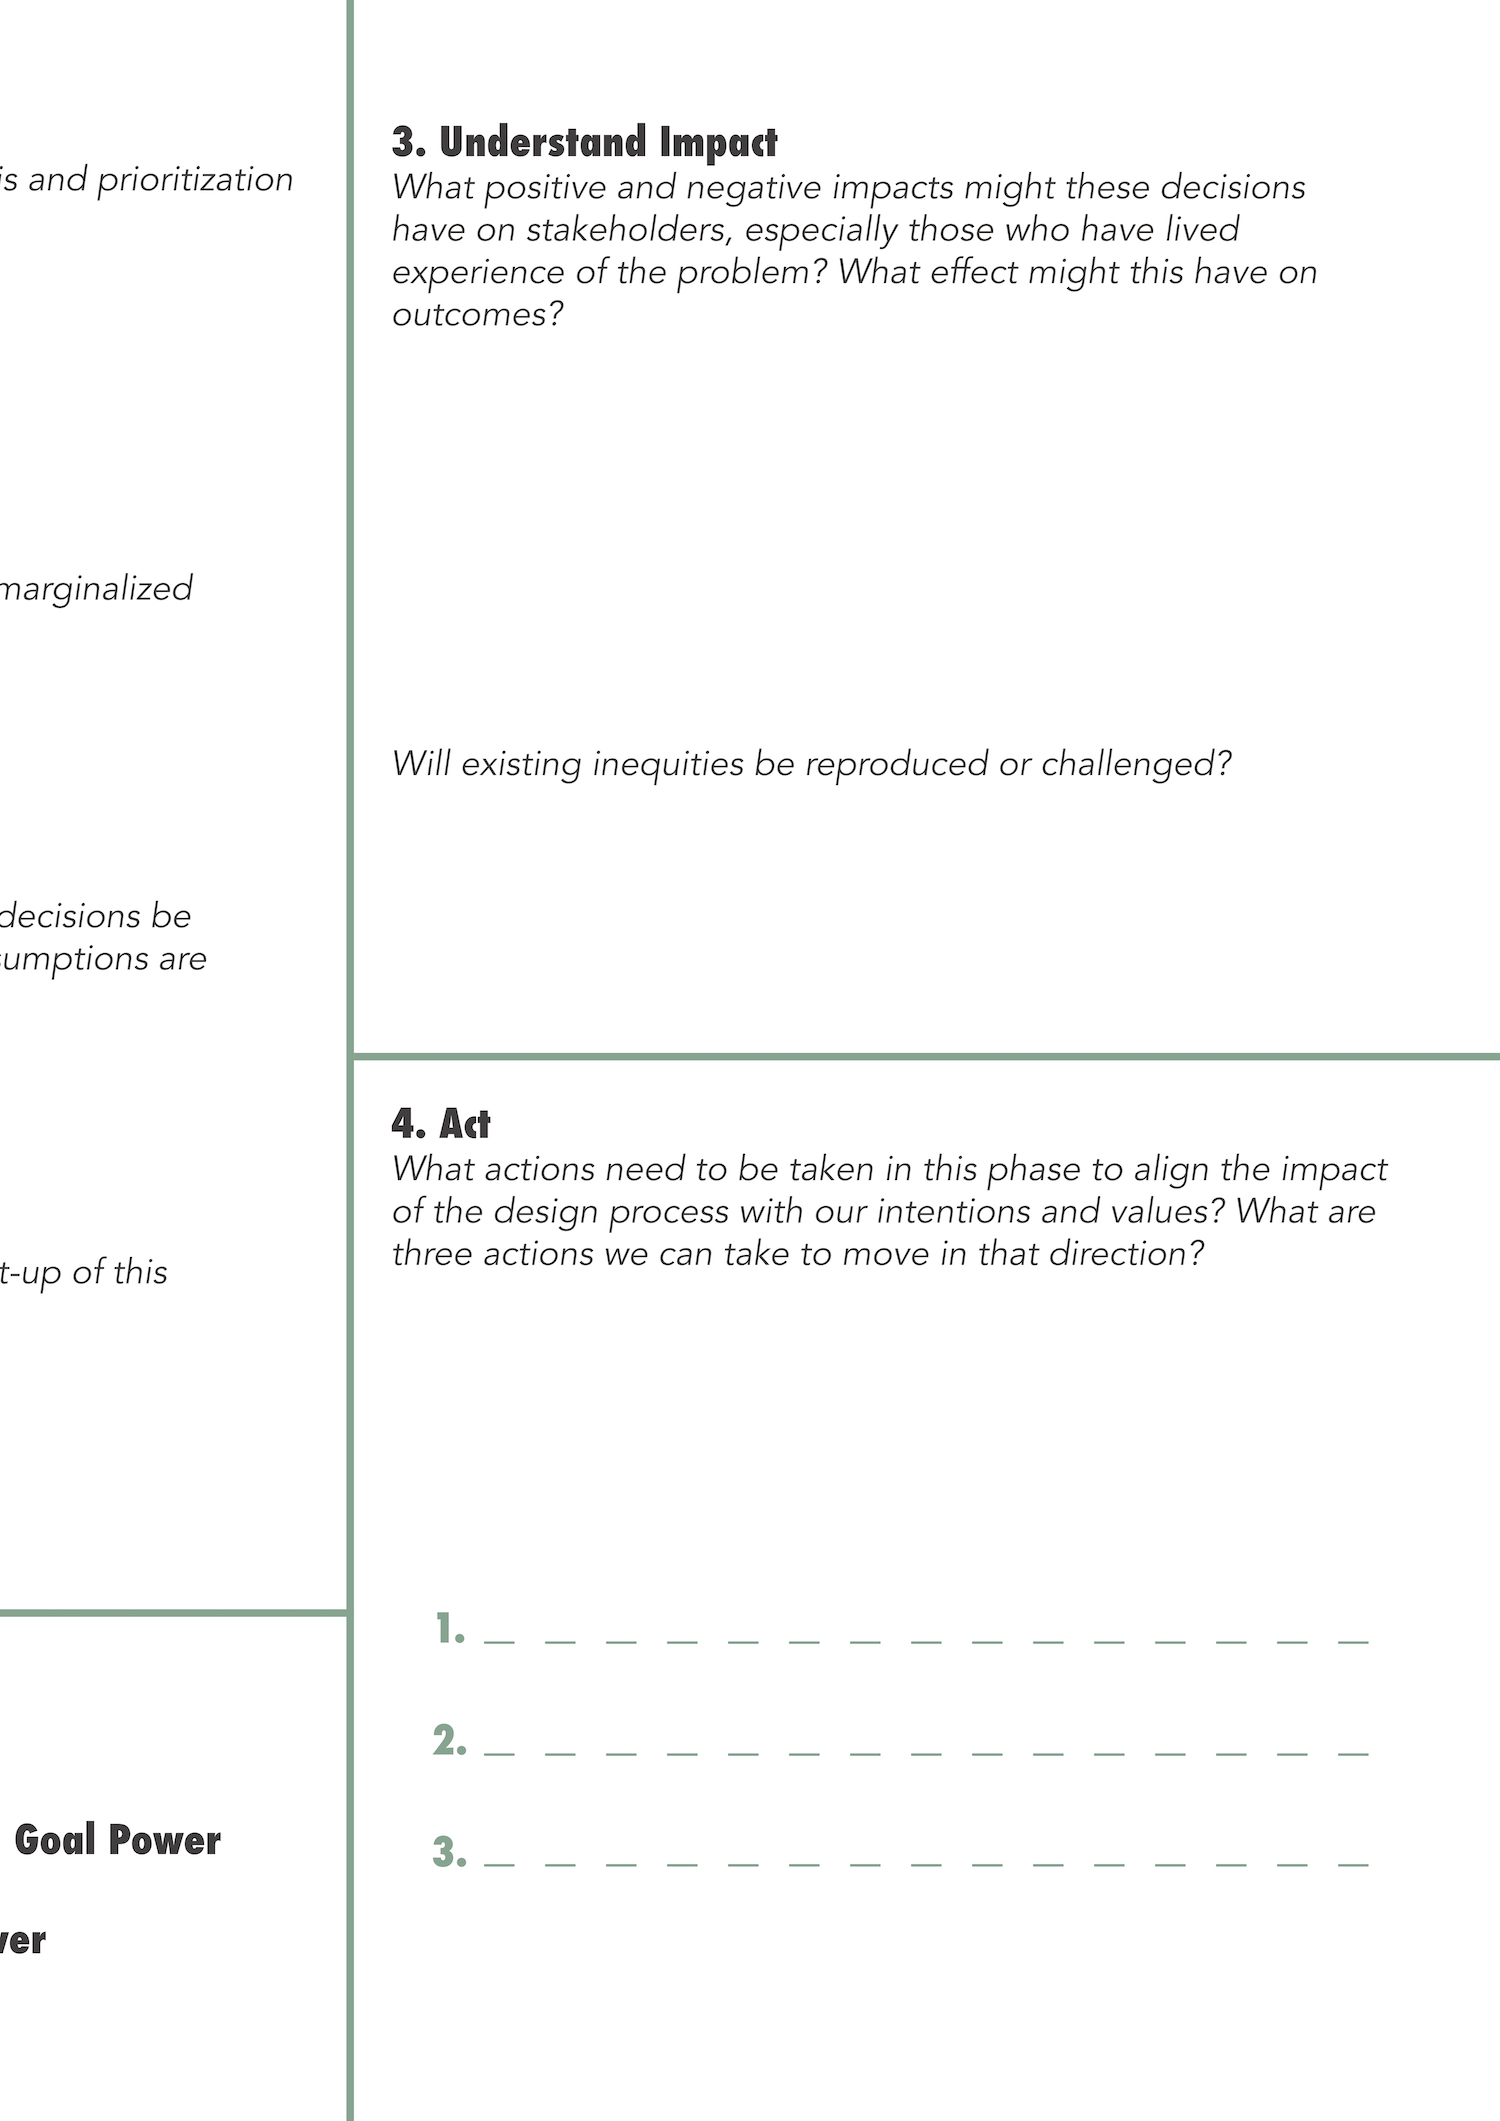 is and prioritization
marginalized
decisions be
sumptions are
t-up of this
Goal Power
ver
3. Understand Impact
What positive and negative impacts might these decisions
have on stakeholders, especially those who have lived
experience of the problem? What effect might this have on
outcomes?
Will existing inequities be reproduced or challenged?
4. Act
What actions need to be taken in this phase to align the impact
of the design process with our intentions and values? What are
three actions we can take to move in that direction?
1.
2.
3.